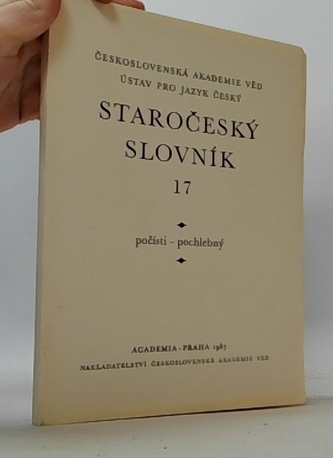 ČESKOSLOVENSKÁ AKADEMIE VĚD
ÚSTAV PRO JAZYK ČESKÝ
STAROČESKÝ
SLOVNÍK
17
počísti – pochlebný
ACADEMIA - PRAHA 1987
NAKLADATELSTVÍ ČESKOSLOVENSKÉ AKADEMIE VĚD